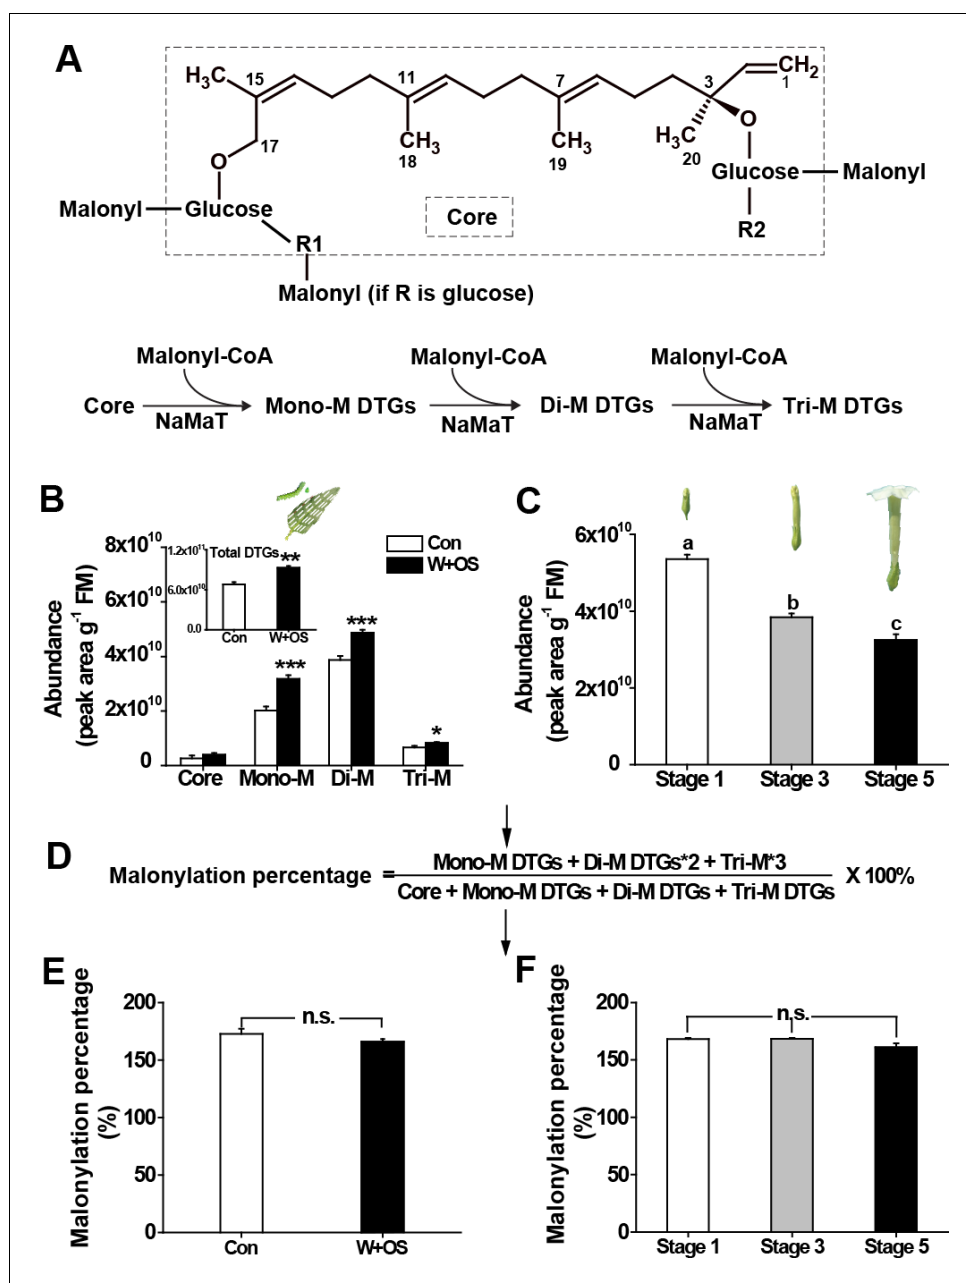 A
H3C
15
11
7
3
CH2
1
17
CH3
18
CH3
19
H3C
20
O
O
Glucose
Malonyl
Malonyl
Glucose
R1
R2
Core
Malonyl (if R is glucose)
Malonyl-CoA
Malonyl-CoA
Malonyl-CoA
Core
Mono-M DTGs
Di-M DTGs
Tri-M DTGs
NaMaT
NaMaT
NaMaT
B
Abundance
(peak area g-1 FM)
8x10^10
6x10^10
4x10^10
2x10^10
0
1.2x10^11
6.0x10^10
0.0
Total DTGs
**
Con
W+OS
Con
W+OS
***
***
*
Core
Mono-M
Di-M
Tri-M
C
Abundance
(peak area g-1 FM)
6x10^10
4x10^10
2x10^10
0
a
b
c
Stage 1
Stage 3
Stage 5
D
Malonylation percentage = Mono-M DTGs + Di-M DTGs*2 + Tri-M*3
Core + Mono-M DTGs + Di-M DTGs + Tri-M DTGs
X 100%
E
Malonylation percentage
(%)
200
150
100
50
0
n.s.
Con
W+OS
F
Malonylation percentage
(%)
200
150
100
50
0
n.s.
Stage 1
Stage 3
Stage 5